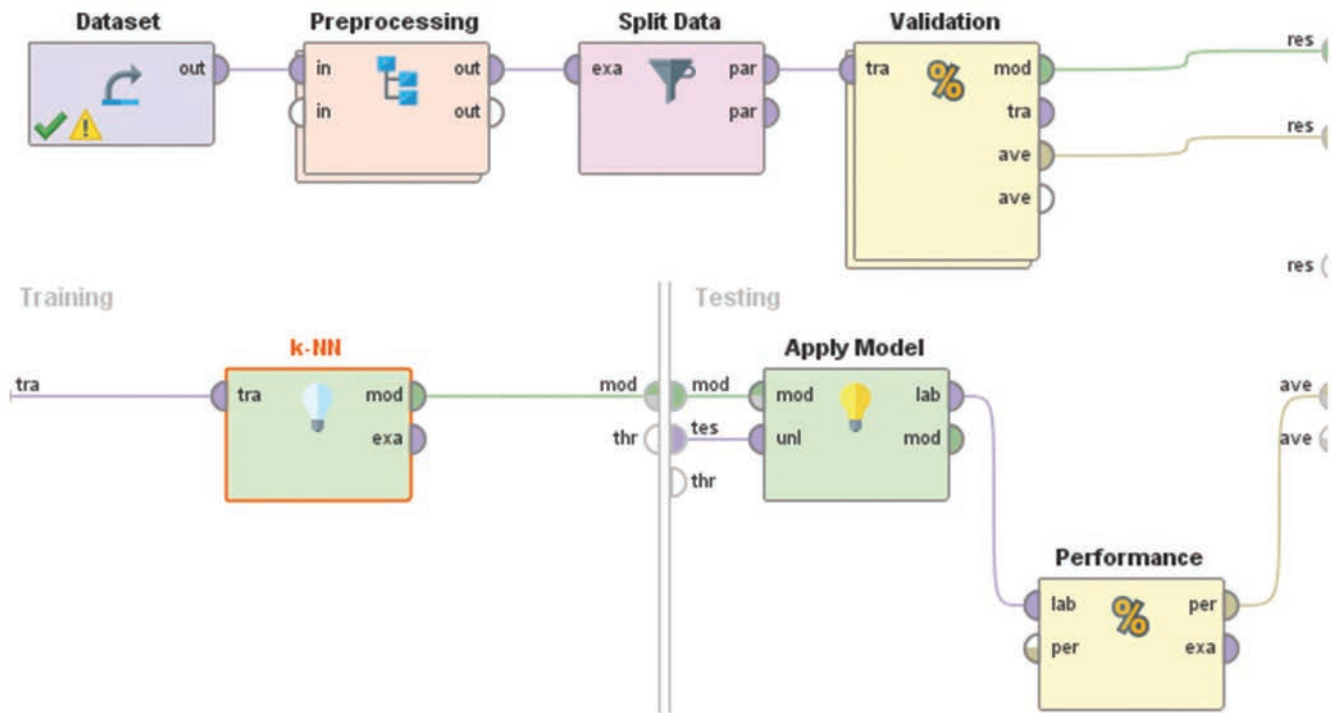 Dataset Preprocessing Split Data Validation
res
out in out exa par tra mod
in out par tra
res
ave
ave
res
Training Testing
k-NN Apply Model
tra tra mod mod mod mod lab ave
exa thr tes unl mod ave
thr
Performance
lab per
per exa